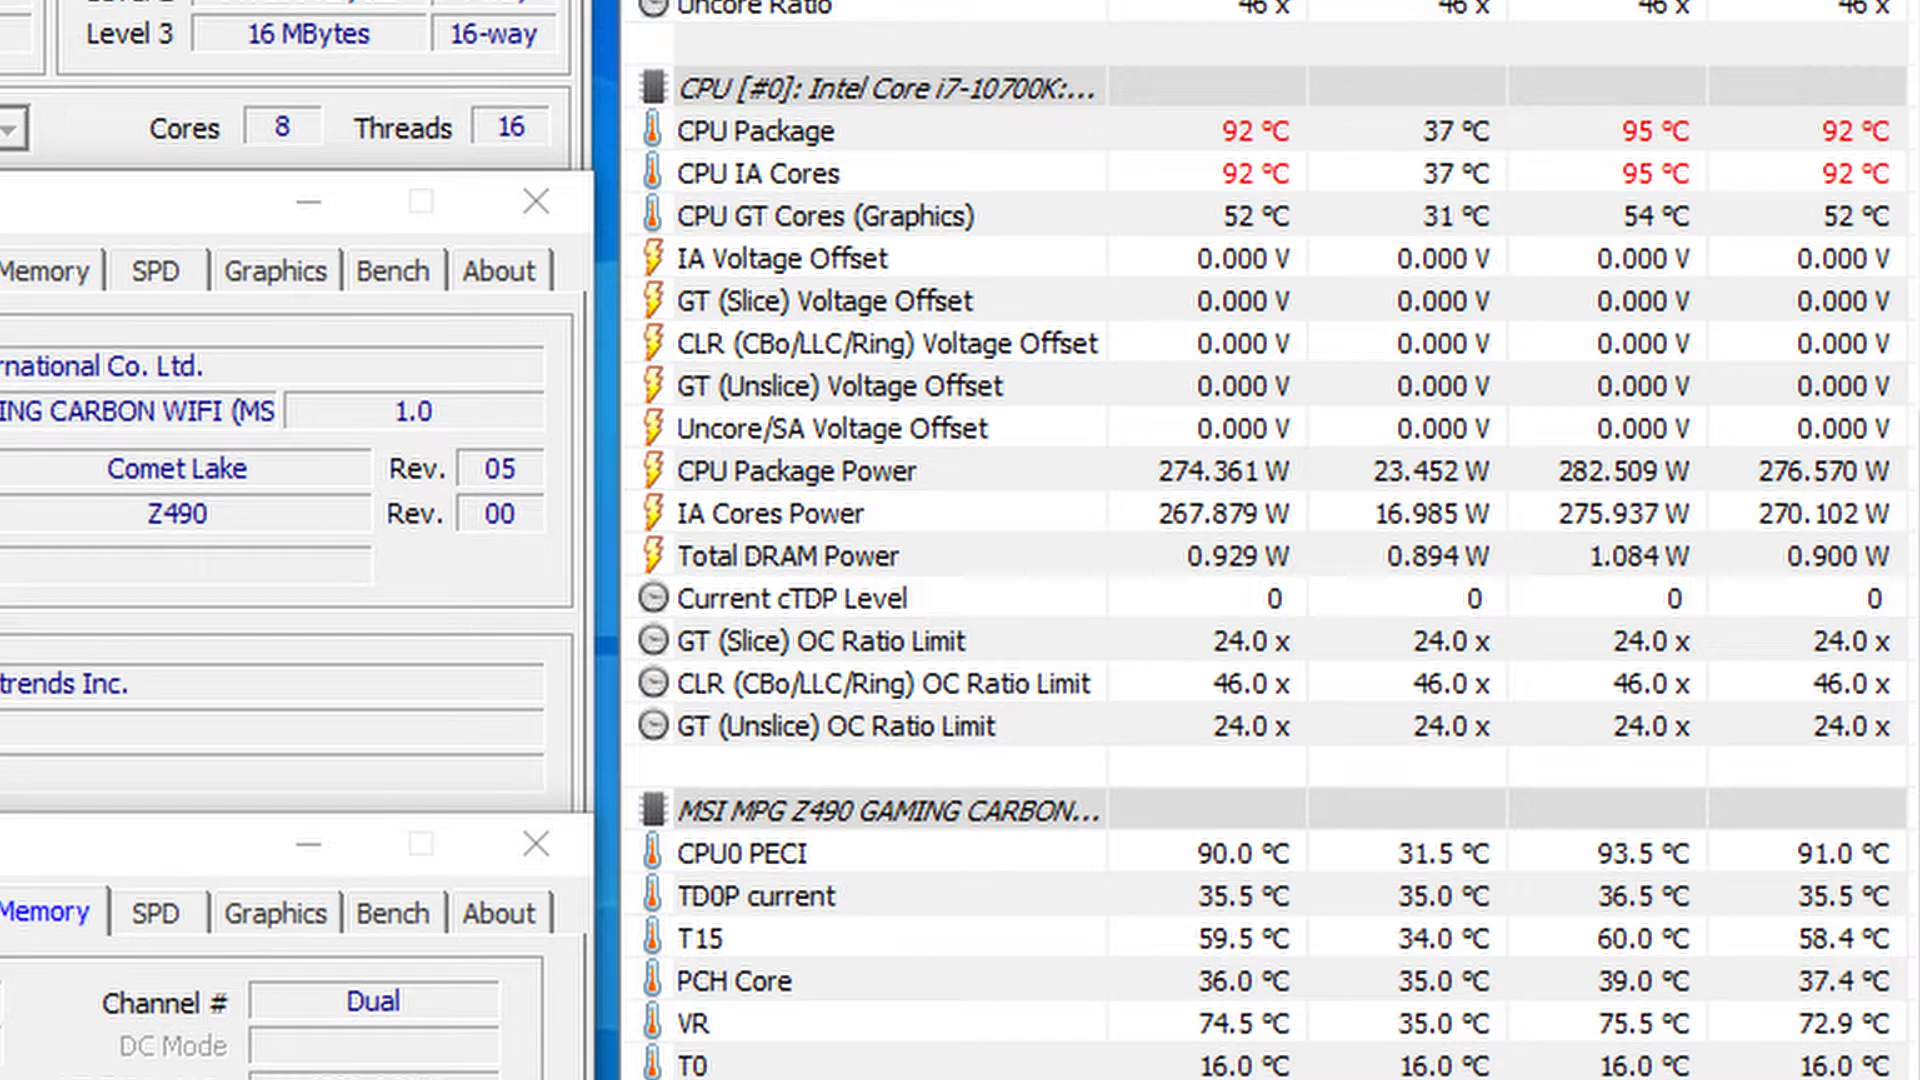 Level 3 16 MBytes 16-way
Cores 8 Threads 16
Memory SPD Graphics Bench About
rnational Co. Ltd.
ING CARBON WIFI (MS 1.0
Comet Lake Rev. 05
Z490 Rev. 00
trends Inc.
Memory SPD Graphics Bench About
Channel # Dual
DC Mode
Uncore Ratio 46 x 46 x 46 x 46 x
CPU [#0]: Intel Core i7-10700K:...
CPU Package 92 °C 37 °C 95 °C 92 °C
CPU IA Cores 92 °C 37 °C 95 °C 92 °C
CPU GT Cores (Graphics) 52 °C 31 °C 54 °C 52 °C
IA Voltage Offset 0.000 V 0.000 V 0.000 V 0.000 V
GT (Slice) Voltage Offset 0.000 V 0.000 V 0.000 V 0.000 V
CLR (CBo/LLC/Ring) Voltage Offset 0.000 V 0.000 V 0.000 V 0.000 V
GT (Unslice) Voltage Offset 0.000 V 0.000 V 0.000 V 0.000 V
Uncore/SA Voltage Offset 0.000 V 0.000 V 0.000 V 0.000 V
CPU Package Power 274.361 W 23.452 W 282.509 W 276.570 W
IA Cores Power 267.879 W 16.985 W 275.937 W 270.102 W
Total DRAM Power 0.929 W 0.894 W 1.084 W 0.900 W
Current cTDP Level 0 0 0 0
GT (Slice) OC Ratio Limit 24.0 x 24.0 x 24.0 x 24.0 x
CLR (CBo/LLC/Ring) OC Ratio Limit 46.0 x 46.0 x 46.0 x 46.0 x
GT (Unslice) OC Ratio Limit 24.0 x 24.0 x 24.0 x 24.0 x
MSI MPG Z490 GAMING CARBON...
CPU0 PECI 90.0 °C 31.5 °C 93.5 °C 91.0 °C
TD0P current 35.5 °C 35.0 °C 36.5 °C 35.5 °C
T15 59.5 °C 34.0 °C 60.0 °C 58.4 °C
PCH Core 36.0 °C 35.0 °C 39.0 °C 37.4 °C
VR 74.5 °C 35.0 °C 75.5 °C 72.9 °C
T0 16.0 °C 16.0 °C 16.0 °C 16.0 °C